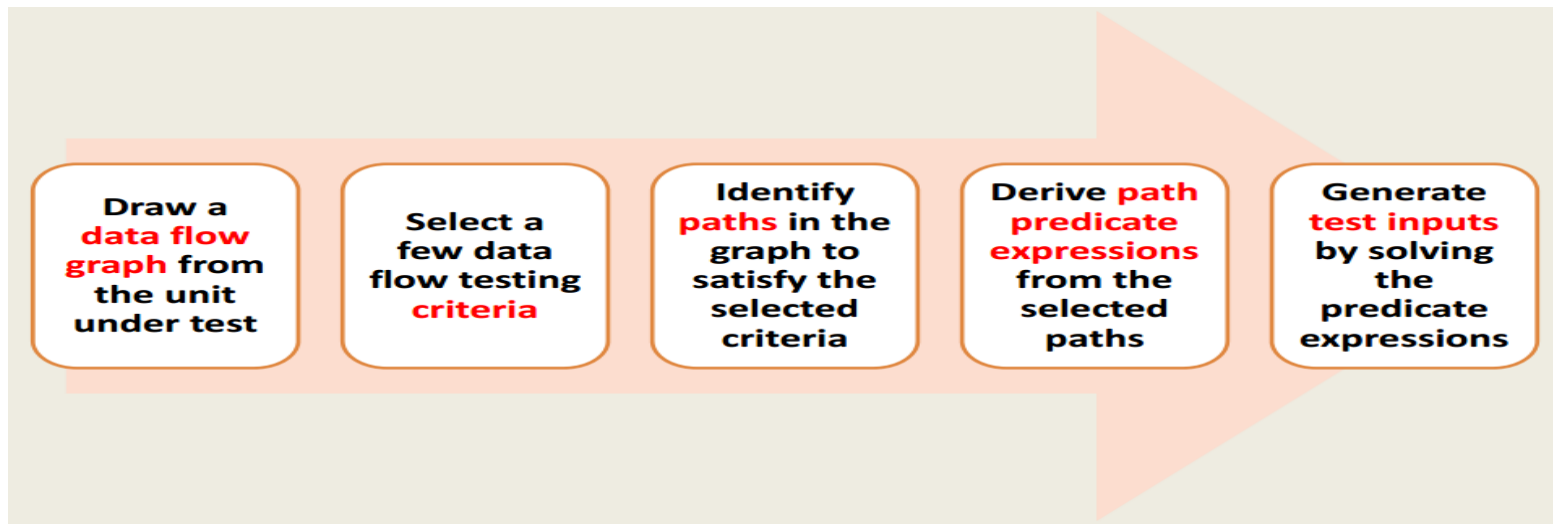 Draw a
data flow
graph from
the unit
under test
Select a
few data
flow testing
criteria
Identify
paths in the
graph to
satisfy the
selected
criteria
Derive path
predicate
expressions
from the
selected
paths
Generate
test inputs
by solving
the
predicate
expressions